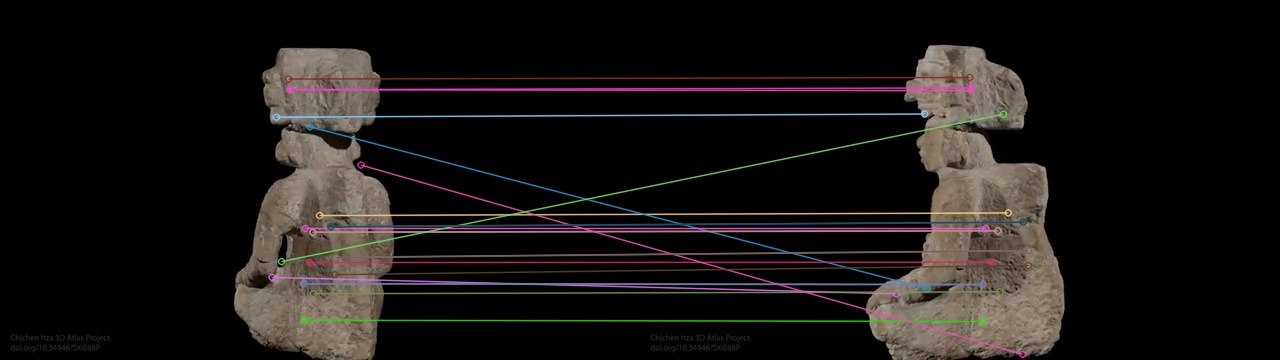 Chichen Itza 3D Atlas Project
doi.org/10.34946/D6B88P
Chichen Itza 3D Atlas Project
doi.org/10.34946/D6B88P